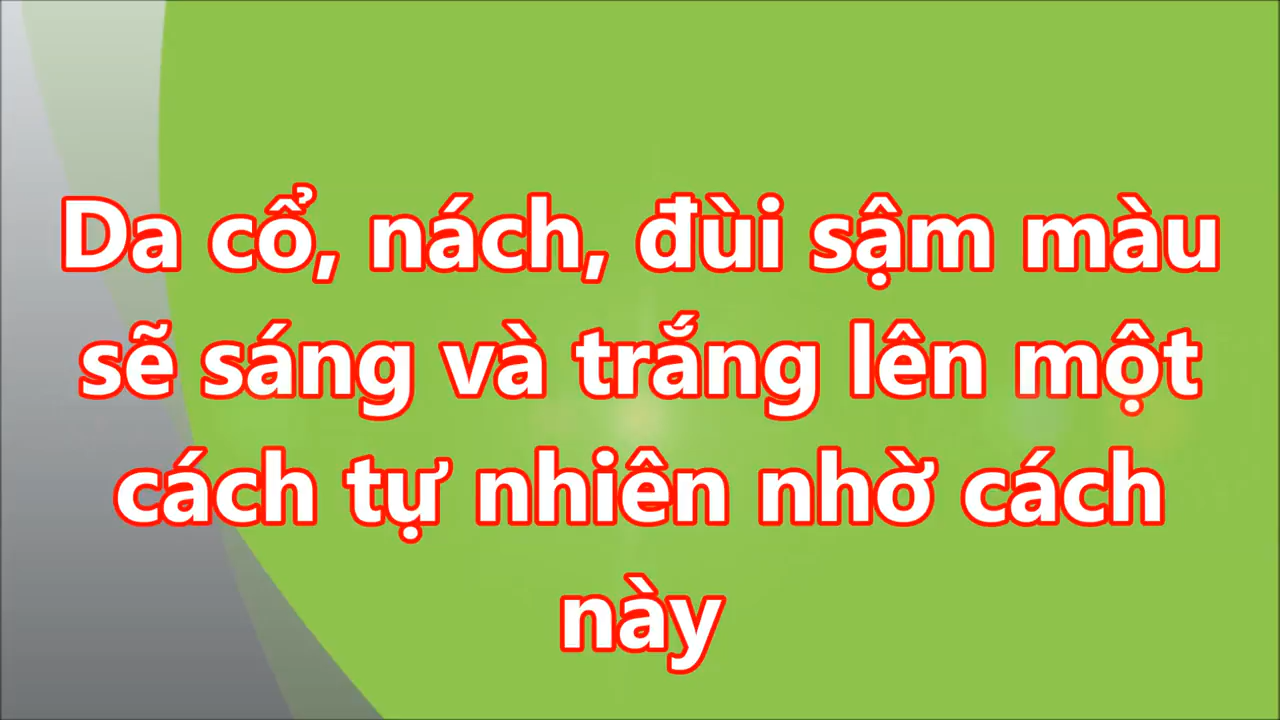 Da cổ, nách, đùi sậm màu
sẽ sáng và trắng lên một
cách tự nhiên nhờ cách
này